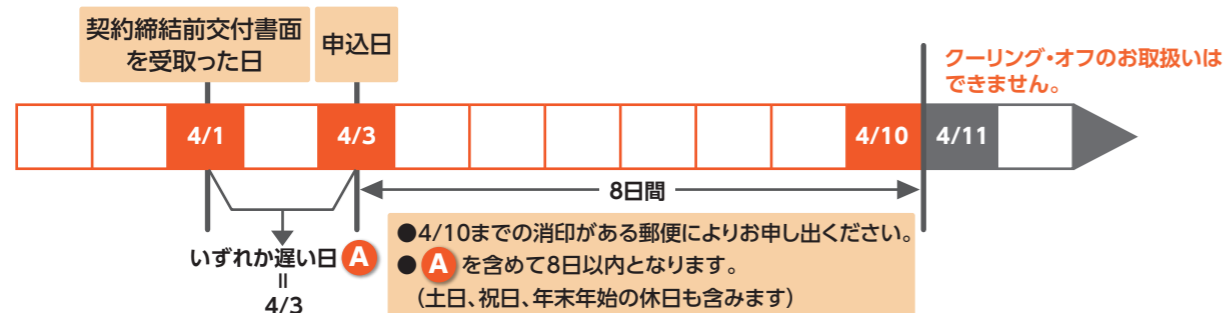 契約締結前交付書面
を受取った日
申込日
クーリング・オフのお取扱いは
できません。
4/1
4/3
4/10
4/11
8日間
いずれか遅い日 A
=
4/3
●4/10までの消印がある郵便によりお申し出ください。
● A を含めて8日以内となります。
(土日、祝日、年末年始の休日も含みます)